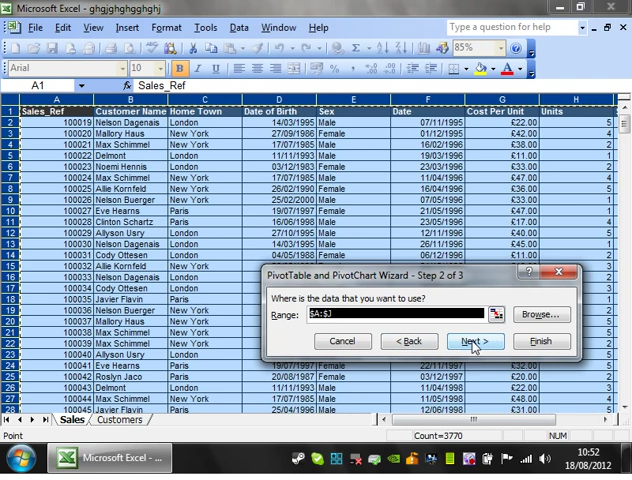 Microsoft Excel - ghgjghghgghghj
File Edit View Insert Format Tools Data Window Help Type a question for help
85%
Arial 10 B I U
A1 fx Sales_Ref
A B C D E F G H
1 Sales_Ref Customer Name Home Town Date of Birth Sex Date Cost Per Unit Units
2 100019 Nelson Dagenais London 14/03/1995 Male 07/11/1995 £22.00 5
3 100020 Mallory Haus New York 27/09/1986 Female 01/12/1995 £42.00 4
4 100021 Max Schimmel New York 17/07/1985 Male 16/02/1996 £38.00 2
5 100022 Delmont London 11/11/1993 Male 19/03/1996 £11.00 1
6 100023 Noemi Hennis London 03/12/1983 Female 23/03/1996 £33.00 1
7 100024 Max Schimmel New York 17/07/1985 Male 11/04/1996 £47.00 4
8 100025 Allie Kornfeld New York 26/02/1990 Female 16/04/1996 £36.00 5
9 100026 Nelson Buerger New York 25/02/2000 Male 05/05/1996 £33.00 1
10 100027 Eve Hearns Paris 19/07/1997 Female 21/05/1996 £47.00 1
11 100028 Clinton Schartz Paris 16/06/1998 Male 23/05/1996 £17.00 4
12 100029 Allyson Usry London 27/10/1995 Male 12/10/1996 £40.00 5
13 100030 Nelson Dagenais London 14/03/1995 Male 26/11/1996 £45.00 1
14 100031 Cody Ottesen London 04/05/1988 Female 06/12/1996 £11.00
15 100032 Allie Kornfeld New York
16 100033 Nelson Dagenais London
17 100034 Cody Ottesen London
18 100035 Javier Flavin Paris
19 100036 Nelson Buerger New York
20 100037 Mallory Haus New York
21 100038 Max Schimmel New York
22 100039 Javier Flavin Paris
23 100040 Allyson Usry London
24 100041 Eve Hearns Paris 19/07/1997 Female 22/11/1997 £32.00
25 100042 Roslyn Jaco Paris 20/08/1987 Female 03/12/1997 £20.00 2
26 100043 Delmont London 11/11/1993 Male 11/04/1998 £22.00 2
27 100044 Max Schimmel New York 17/07/1985 Male 11/05/1998 £48.00 4
28 100045 Javier Flavin Paris 25/04/1996 Male 12/06/1998 £31.00 5
PivotTable and PivotChart Wizard - Step 2 of 3
Where is the data that you want to use?
Range: $A:$J Browse...
Cancel < Back Next > Finish
Sales Customers
Point Count=3770 NUM
Microsoft Excel - ...
10:52
18/08/2012